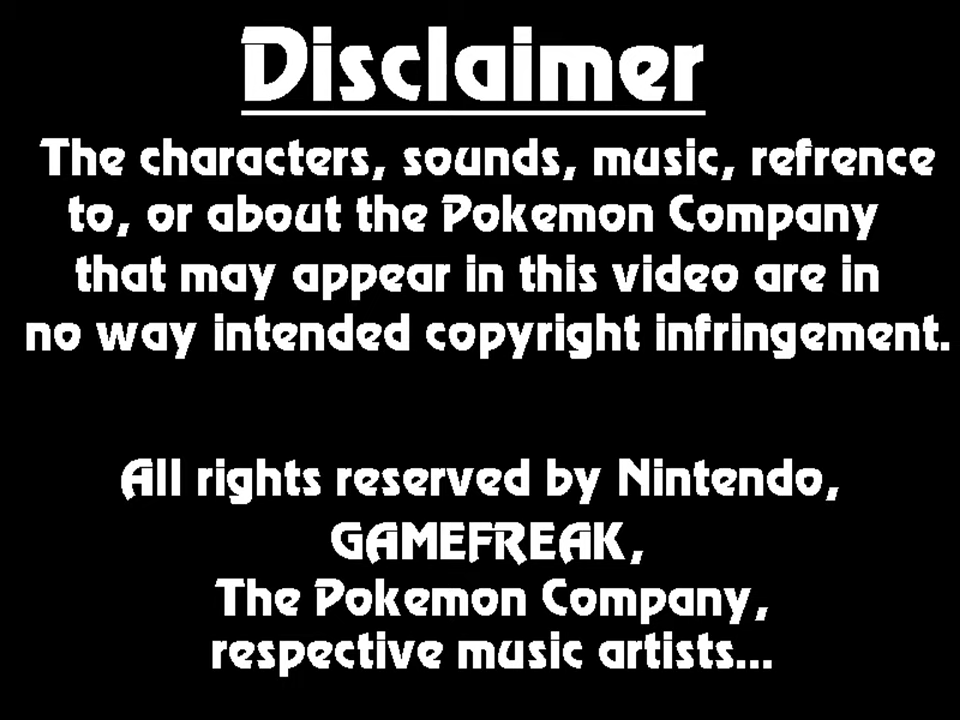 Disclaimer
The characters, sounds, music, refrence
to, or about the Pokemon Company
that may appear in this video are in
no way intended copyright infringement.
All rights reserved by Nintendo,
GAMEFREAK,
The Pokemon Company,
respective music artists...